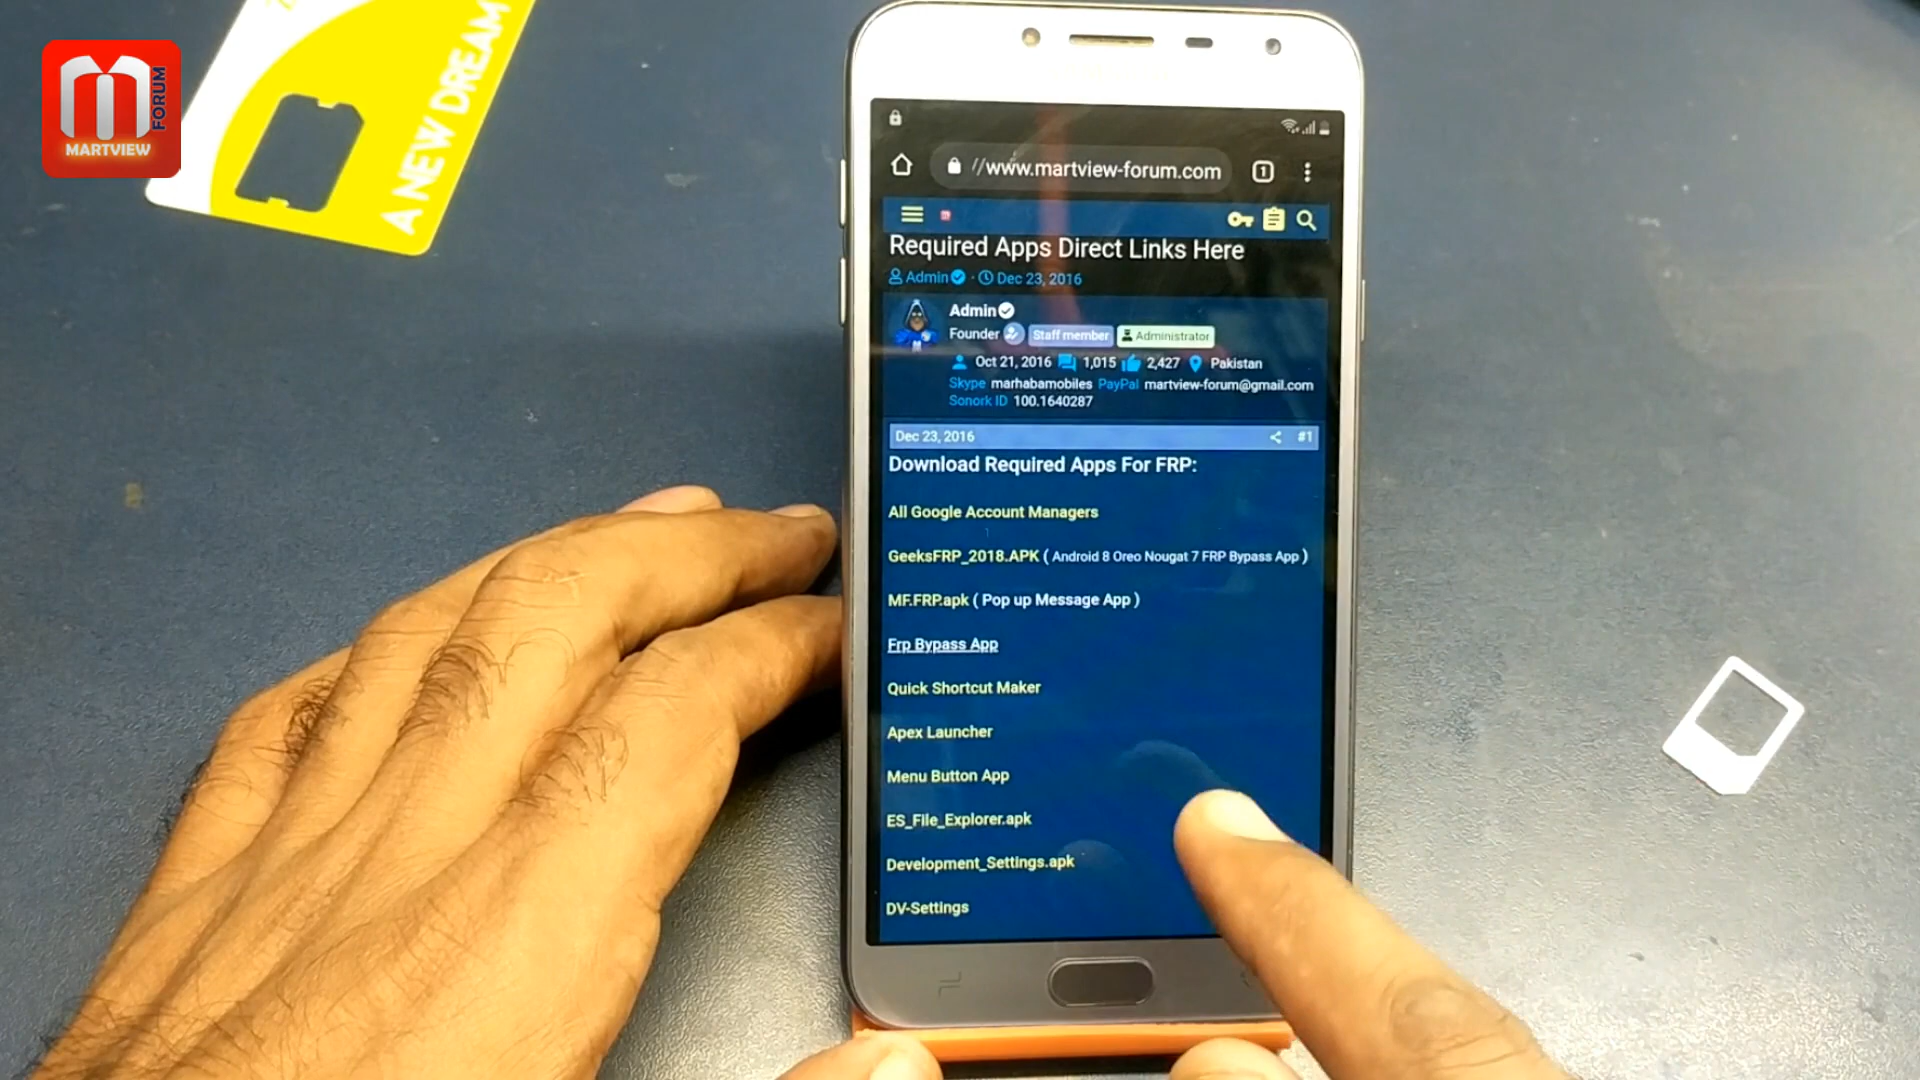 M
FORUM
MARTVIEW
A NEW DREAM
//www.martview-forum.com
1
Required Apps Direct Links Here
Admin · Dec 23, 2016
Admin
Founder Staff member Administrator
Oct 21, 2016 1,015 2,427 Pakistan
Skype marhabamobiles PayPal martview-forum@gmail.com
Sonork ID 100.1640287
Dec 23, 2016 #1
Download Required Apps For FRP:
All Google Account Managers
GeeksFRP_2018.APK ( Android 8 Oreo Nougat 7 FRP Bypass App )
MF.FRP.apk ( Pop up Message App )
Frp Bypass App
Quick Shortcut Maker
Apex Launcher
Menu Button App
ES_File_Explorer.apk
Development_Settings.apk
DV-Settings